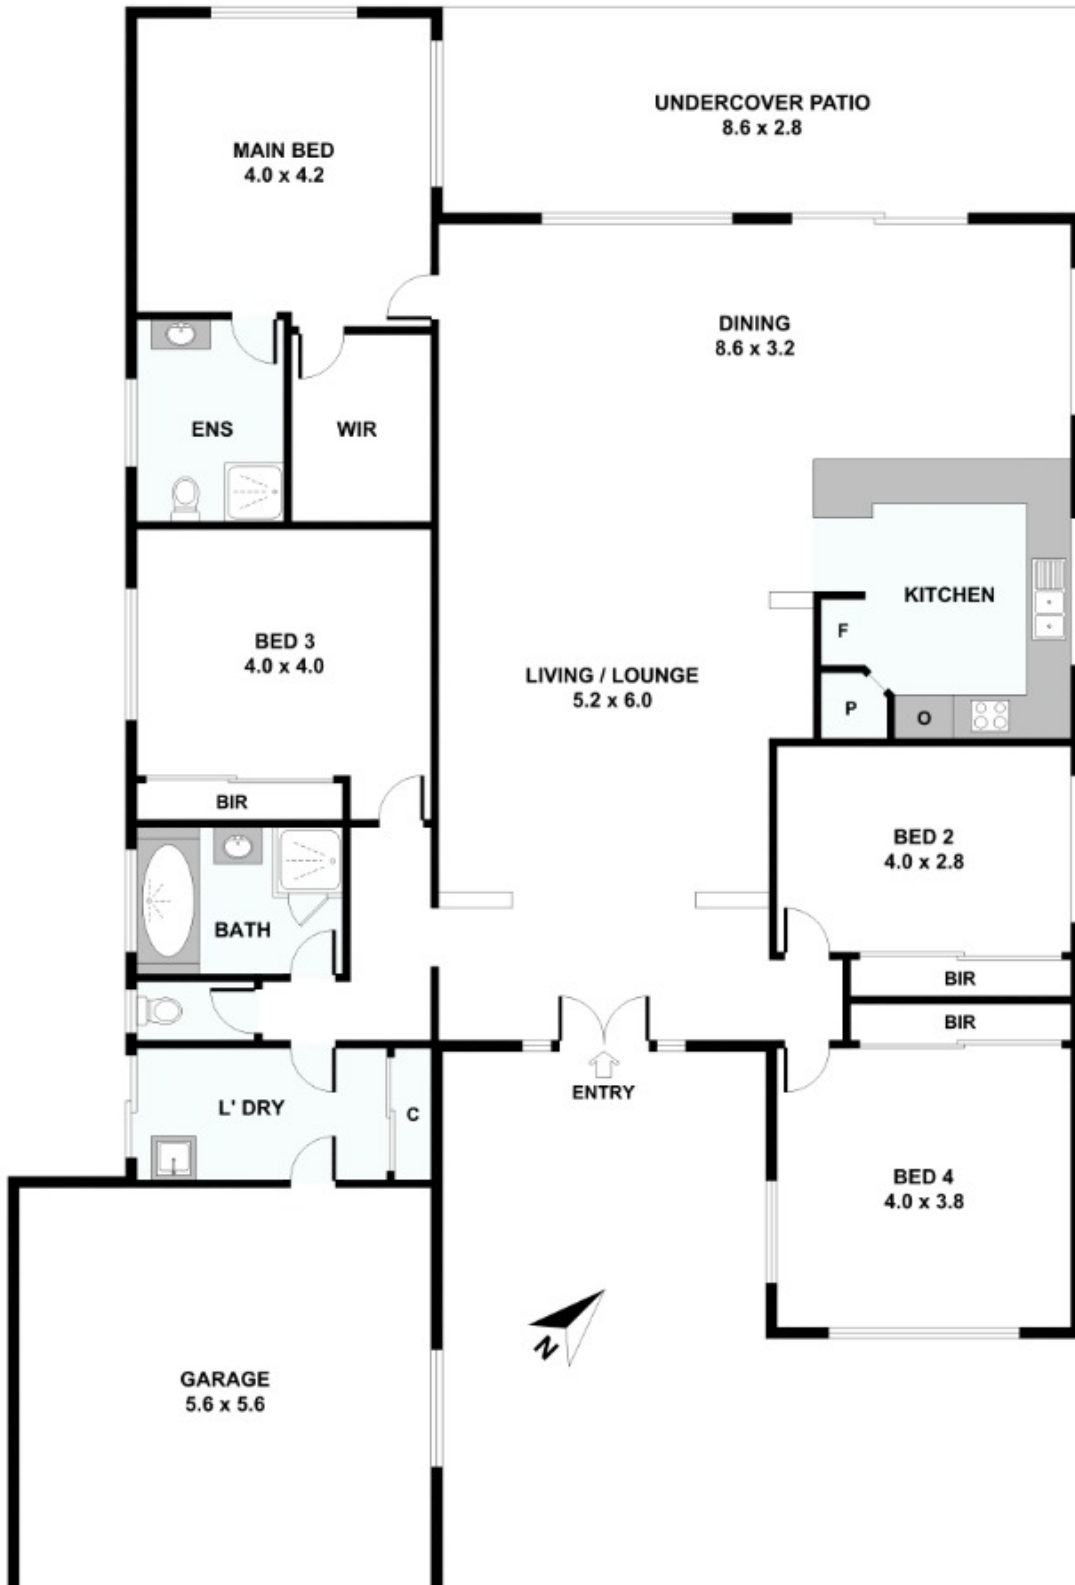 UNDERCOVER PATIO
8.6 x 2.8
MAIN BED
4.0 x 4.2
DINING
8.6 x 3.2
ENS
WIR
KITCHEN
BED 3
4.0 x 4.0
F
LIVING / LOUNGE
5.2 x 6.0
P
O
BIR
BED 2
4.0 x 2.8
BATH
BIR
BIR
ENTRY
L' DRY
C
BED 4
4.0 x 3.8
N
GARAGE
5.6 x 5.6